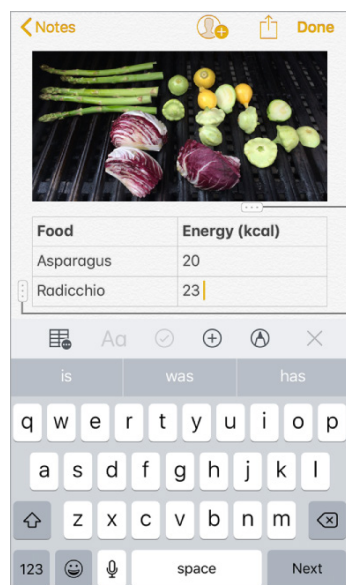 Notes
Done
Food Energy (kcal)
Asparagus 20
Radicchio 23
Aa
is was has
q w e r t y u i o p
a s d f g h j k l
z x c v b n m
123 space Next